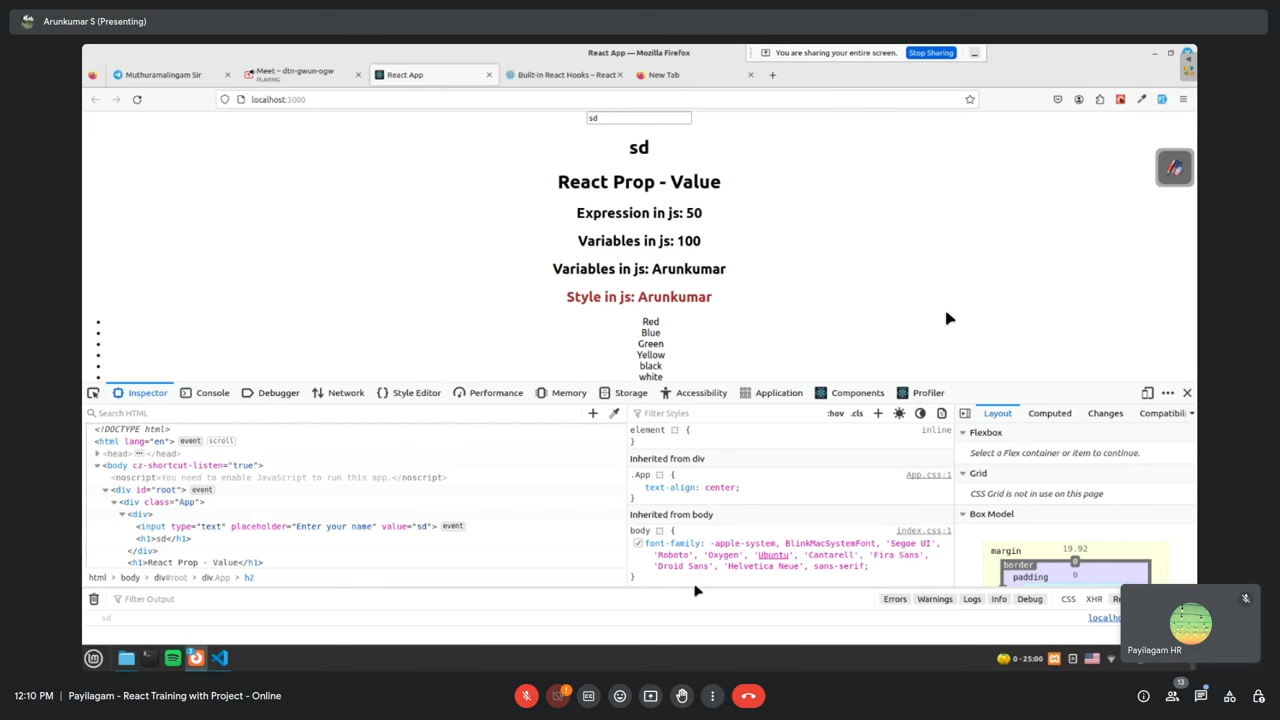 Arunkumar S (Presenting)
React App — Mozilla Firefox
You are sharing your entire screen. Stop Sharing
Muthuramalingam Sir
Meet – dtn-gwun-ogw
PLAYING
React App
Built-in React Hooks – React
New Tab
localhost:3000
sd
sd
React Prop - Value
Expression in js: 50
Variables in js: 100
Variables in js: Arunkumar
Style in js: Arunkumar
Red
Blue
Green
Yellow
black
white
Inspector Console Debugger Network Style Editor Performance Memory Storage Accessibility Application Components Profiler
Search HTML
Filter Styles :hov .cls
Layout Computed Changes Compatibili
<!DOCTYPE html>
<html lang="en"> event scroll
<head> </head>
<body cz-shortcut-listen="true">
<noscript>You need to enable JavaScript to run this app.</noscript>
<div id="root"> event
<div class="App">
<div>
<input type="text" placeholder="Enter your name" value="sd"> event
<h1>sd</h1>
</div>
<h1>React Prop - Value</h1>
html body div#root div.App h2
element { inline
}
Inherited from div
.App { App.css:1
text-align: center;
}
Inherited from body
body { index.css:1
font-family: -apple-system, BlinkMacSystemFont, 'Segoe UI',
'Roboto', 'Oxygen', 'Ubuntu', 'Cantarell', 'Fira Sans',
'Droid Sans', 'Helvetica Neue', sans-serif;
}
Flexbox
Select a Flex container or item to continue.
Grid
CSS Grid is not in use on this page
Box Model
margin 19.92
border 0
padding 0
Filter Output
Errors Warnings Logs Info Debug CSS XHR Re
sd
localho
0 - 25:00
Payilagam HR
12:10 PM | Payilagam - React Training with Project - Online
13